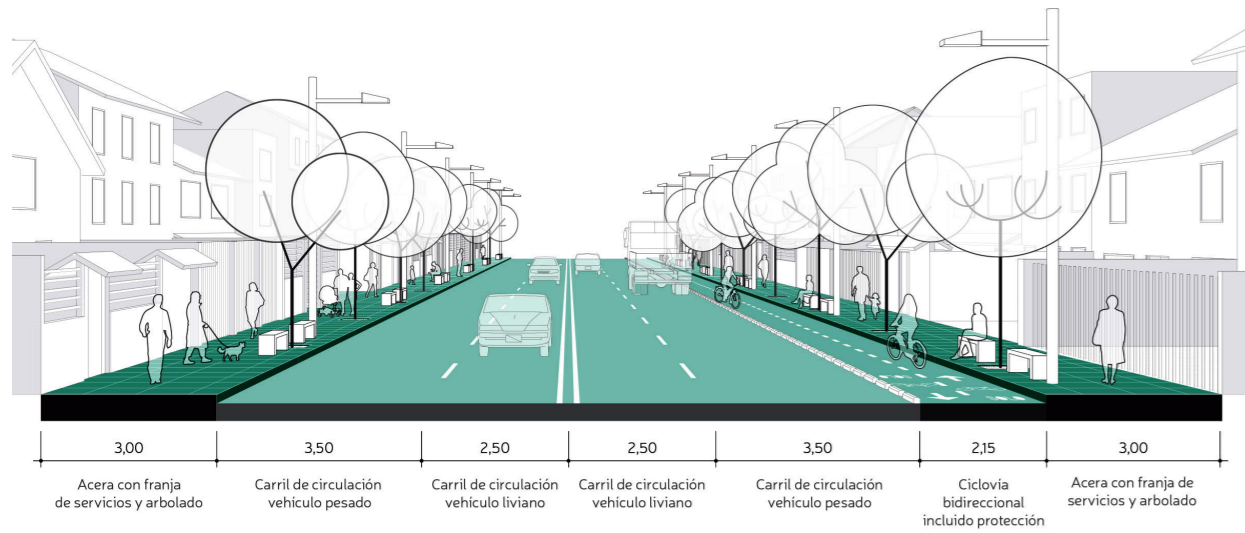 3,00
3,50
2,50
2,50
3,50
2,15
3,00
Acera con franja
de servicios y arbolado
Carril de circulación
vehículo pesado
Carril de circulación
vehículo liviano
Carril de circulación
vehículo liviano
Carril de circulación
vehículo pesado
Ciclovía
bidireccional
incluido protección
Acera con franja de
servicios y arbolado